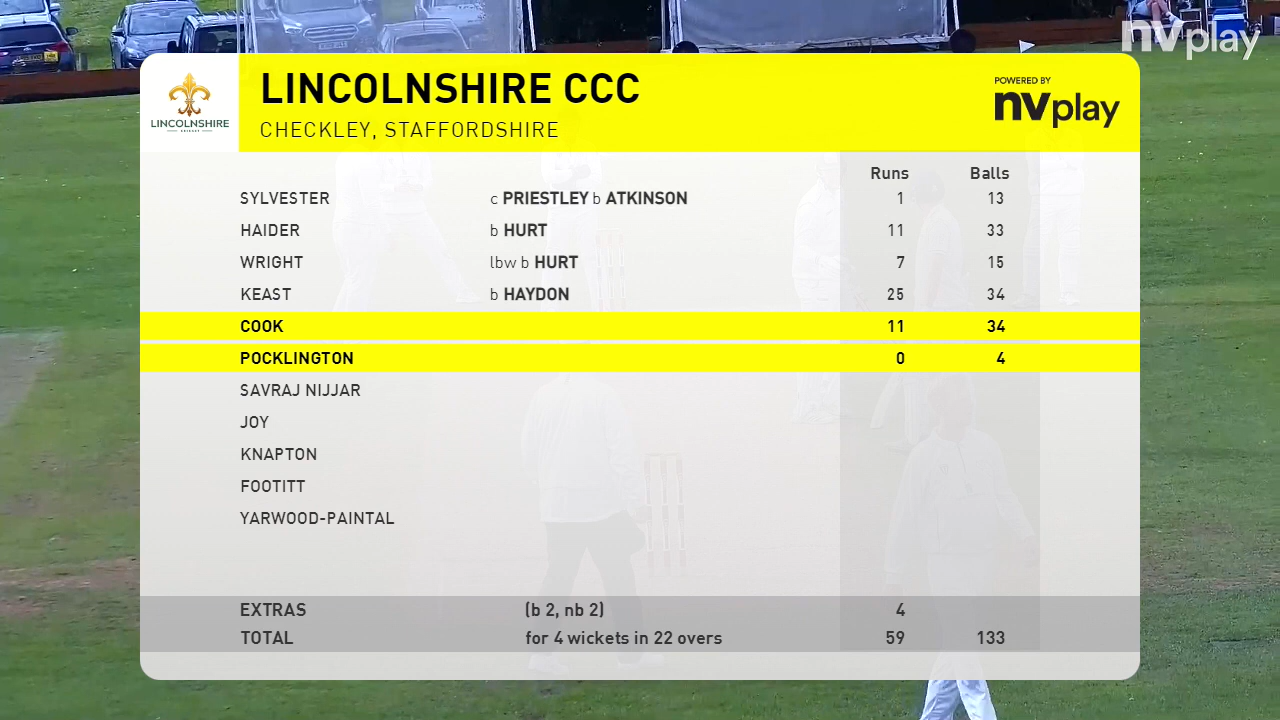 nvplay
LINCOLNSHIRE CCC
CHECKLEY, STAFFORDSHIRE
POWERED BY
nvplay
LINCOLNSHIRE
Runs Balls
SYLVESTER c PRIESTLEY b ATKINSON 1 13
HAIDER b HURT 11 33
WRIGHT lbw b HURT 7 15
KEAST b HAYDON 25 34
COOK 11 34
POCKLINGTON 0 4
SAVRAJ NIJJAR
JOY
KNAPTON
FOOTITT
YARWOOD-PAINTAL
EXTRAS (b 2, nb 2) 4
TOTAL for 4 wickets in 22 overs 59 133